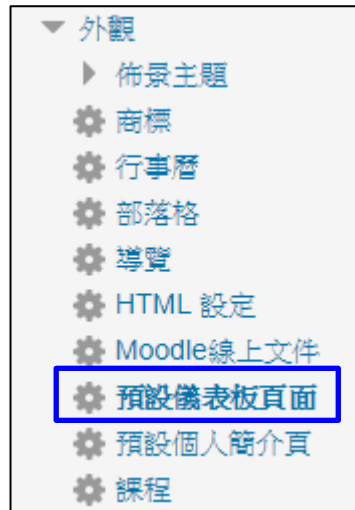 外觀
佈景主題
商標
行事曆
部落格
導覽
HTML 設定
Moodle線上文件
預設儀表板頁面
預設個人簡介頁
課程